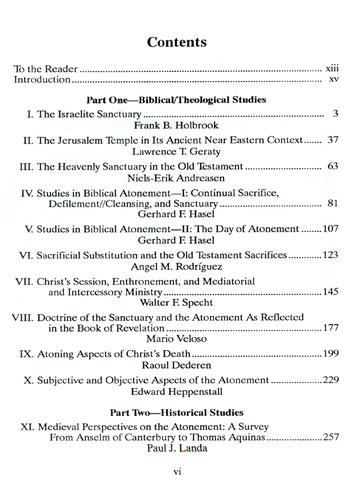 Contents
To the Reader ........ xiii
Introduction ........ xv
Part One—Biblical/Theological Studies
I. The Israelite Sanctuary ........ 3
Frank B. Holbrook
II. The Jerusalem Temple in Its Ancient Near Eastern Context ........ 37
Lawrence T. Geraty
III. The Heavenly Sanctuary in the Old Testament ........ 63
Niels-Erik Andreasen
IV. Studies in Biblical Atonement—I: Continual Sacrifice,
Defilement//Cleansing, and Sanctuary ........ 81
Gerhard F. Hasel
V. Studies in Biblical Atonement—II: The Day of Atonement ........ 107
Gerhard F. Hasel
VI. Sacrificial Substitution and the Old Testament Sacrifices ........ 123
Angel M. Rodríguez
VII. Christ's Session, Enthronement, and Mediatorial
and Intercessory Ministry ........ 145
Walter F. Specht
VIII. Doctrine of the Sanctuary and the Atonement As Reflected
in the Book of Revelation ........ 177
Mario Veloso
IX. Atoning Aspects of Christ's Death ........ 199
Raoul Dederen
X. Subjective and Objective Aspects of the Atonement ........ 229
Edward Heppenstall
Part Two—Historical Studies
XI. Medieval Perspectives on the Atonement: A Survey
From Anselm of Canterbury to Thomas Aquinas ........ 257
Paul J. Landa
vi